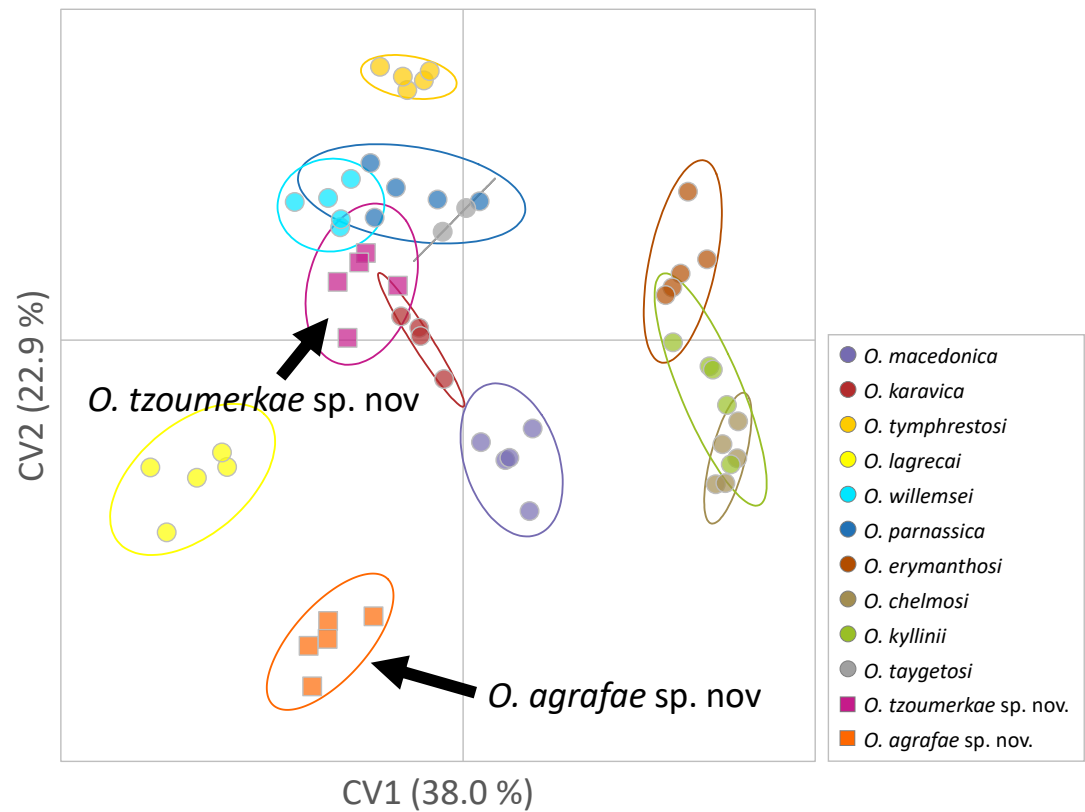 CV2 (22.9 %)
O. tzoumerkae sp. nov
O. agrafae sp. nov
CV1 (38.0 %)
O. macedonica
O. karavica
O. tymphrestosi
O. lagrecai
O. willemsei
O. parnassica
O. erymanthosi
O. chelmosi
O. kyllinii
O. taygetosi
O. tzoumerkae sp. nov.
O. agrafae sp. nov.